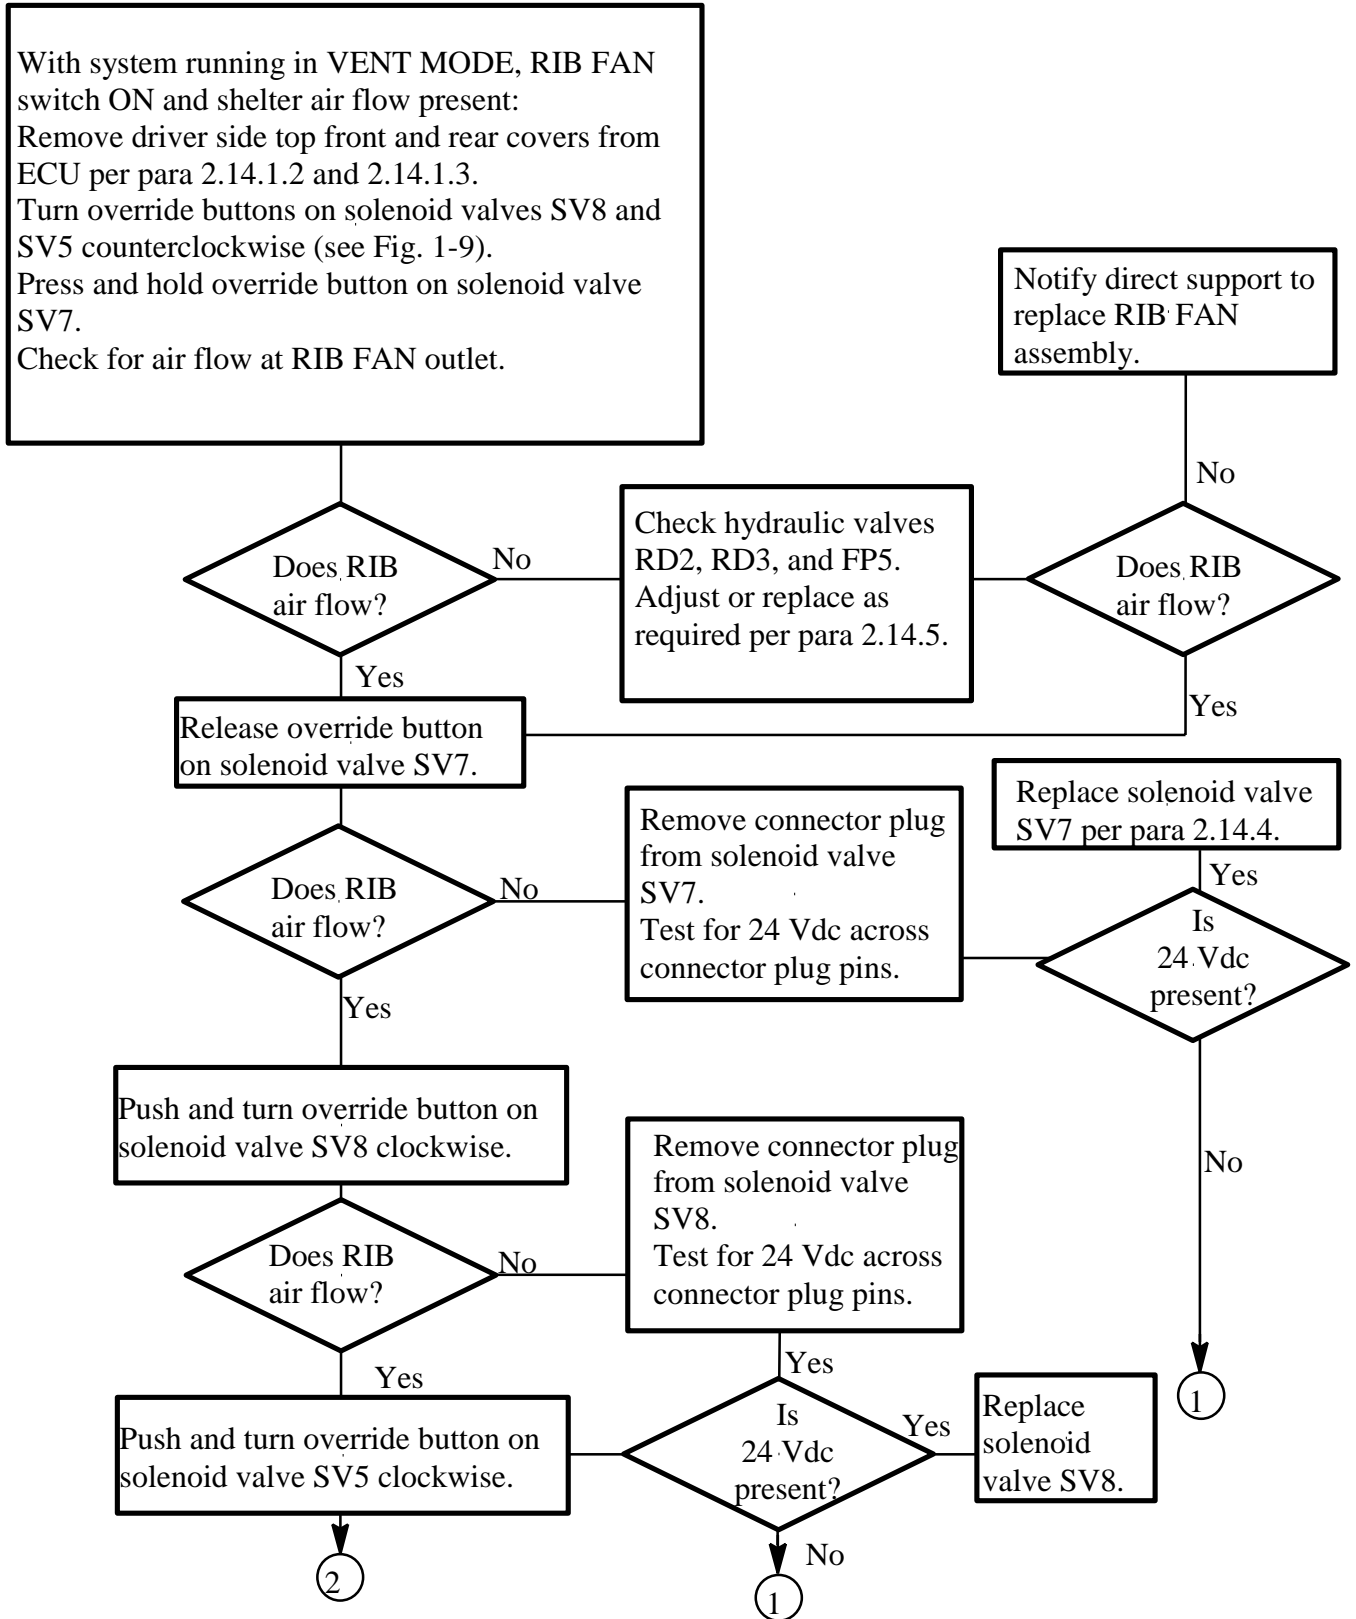 With system running in VENT MODE, RIB FAN
switch ON and shelter air flow present:
Remove driver side top front and rear covers from
ECU per para 2.14.1.2 and 2.14.1.3.
Turn override buttons on solenoid valves SV8 and
SV5 counterclockwise (see Fig. 1-9).
Press and hold override button on solenoid valve
SV7.
Check for air flow at RIB FAN outlet.
Notify direct support to
replace RIB FAN
assembly.
No
Does RIB
air flow?
No
Check hydraulic valves
RD2, RD3, and FP5.
Adjust or replace as
required per para 2.14.5.
Does RIB
air flow?
Yes
Yes
Release override button
on solenoid valve SV7.
Does RIB
air flow?
No
Remove connector plug
from solenoid valve
SV7.
Test for 24 Vdc across
connector plug pins.
Replace solenoid valve
SV7 per para 2.14.4.
Yes
Is
24 Vdc
present?
No
1
Yes
Push and turn override button on
solenoid valve SV8 clockwise.
Does RIB
air flow?
No
Remove connector plug
from solenoid valve
SV8.
Test for 24 Vdc across
connector plug pins.
Yes
Yes
Push and turn override button on
solenoid valve SV5 clockwise.
Is
24 Vdc
present?
Yes
Replace
solenoid
valve SV8.
No
2
1